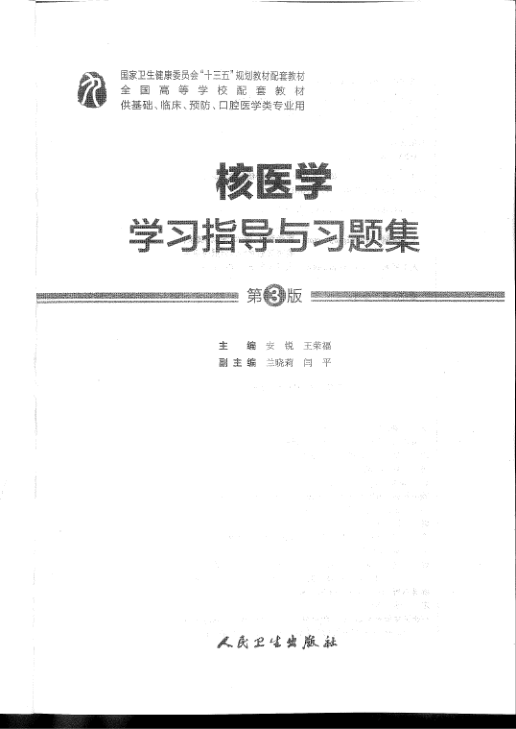 国家卫生健康委员会“十三五”规划教材配套教材
全国高等学校配套教材
供基础、临床、预防、口腔医学类专业用
核医学
学习指导与习题集
第3版
主 编 安 锐 王荣福
副主编 兰晓莉 闫 平
人民卫生出版社